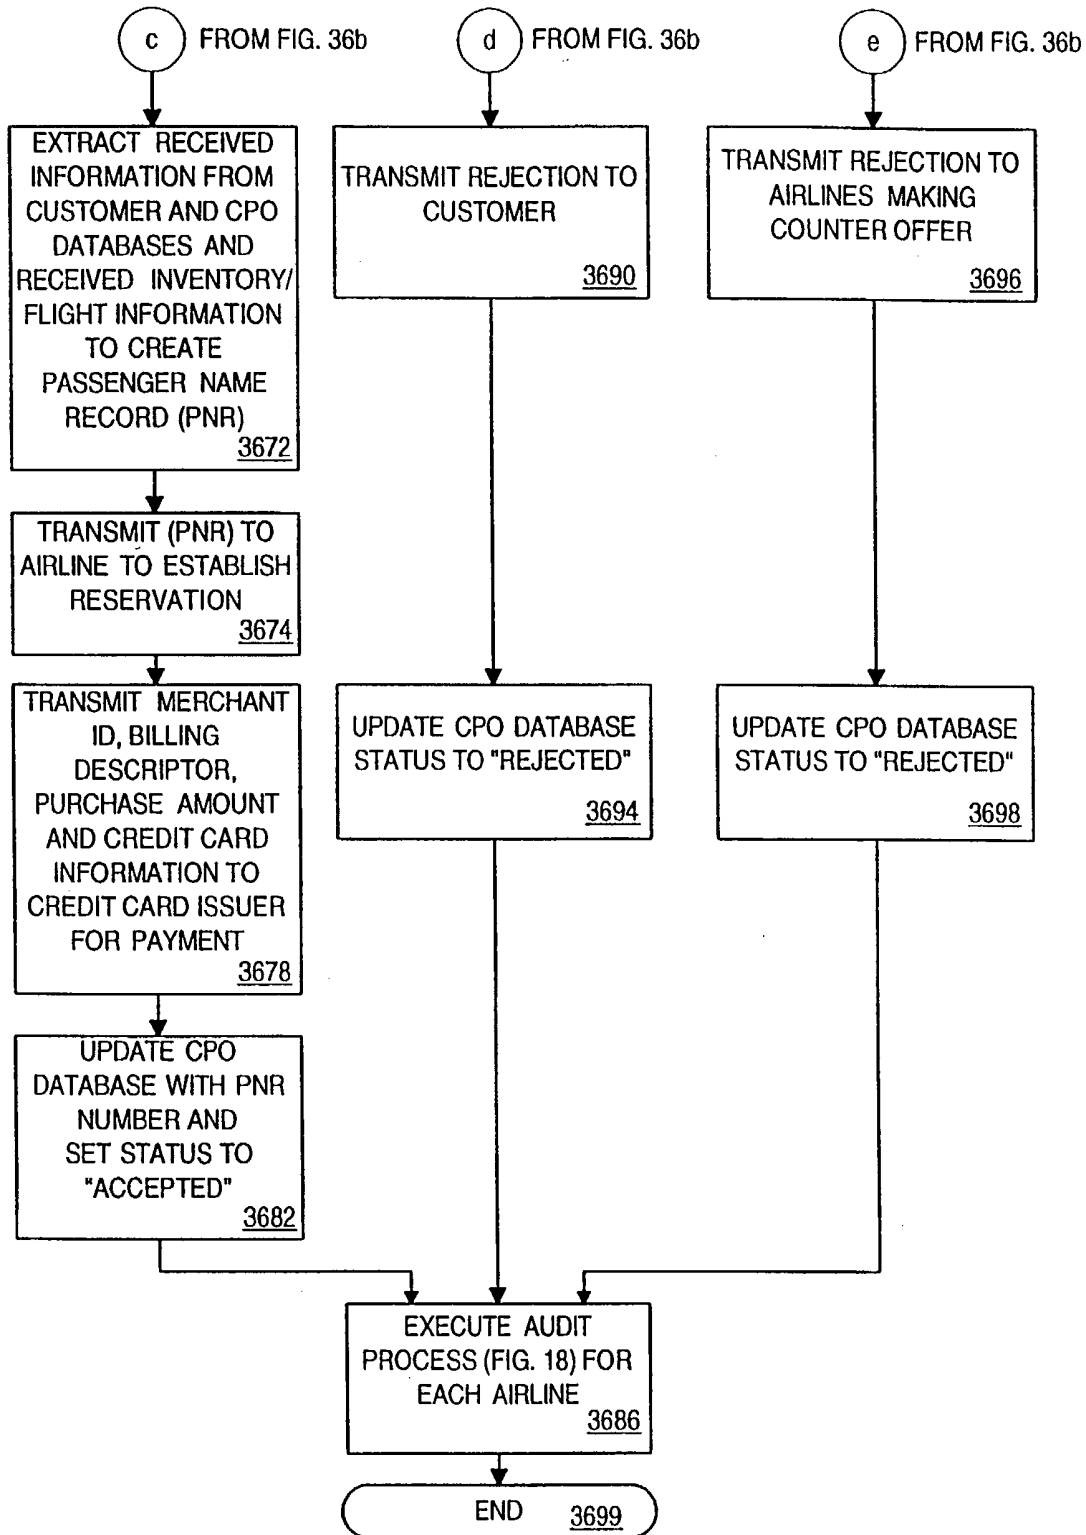 c FROM FIG. 36b
EXTRACT RECEIVED
INFORMATION FROM
CUSTOMER AND CPO
DATABASES AND
RECEIVED INVENTORY/
FLIGHT INFORMATION
TO CREATE
PASSENGER NAME
RECORD (PNR)
3672
TRANSMIT (PNR) TO
AIRLINE TO ESTABLISH
RESERVATION
3674
TRANSMIT MERCHANT
ID, BILLING
DESCRIPTOR,
PURCHASE AMOUNT
AND CREDIT CARD
INFORMATION TO
CREDIT CARD ISSUER
FOR PAYMENT
3678
UPDATE CPO
DATABASE WITH PNR
NUMBER AND
SET STATUS TO
"ACCEPTED"
3682
d FROM FIG. 36b
TRANSMIT REJECTION TO
CUSTOMER
3690
UPDATE CPO DATABASE
STATUS TO "REJECTED"
3694
e FROM FIG. 36b
TRANSMIT REJECTION TO
AIRLINES MAKING
COUNTER OFFER
3696
UPDATE CPO DATABASE
STATUS TO "REJECTED"
3698
EXECUTE AUDIT
PROCESS (FIG. 18) FOR
EACH AIRLINE
3686
END 3699